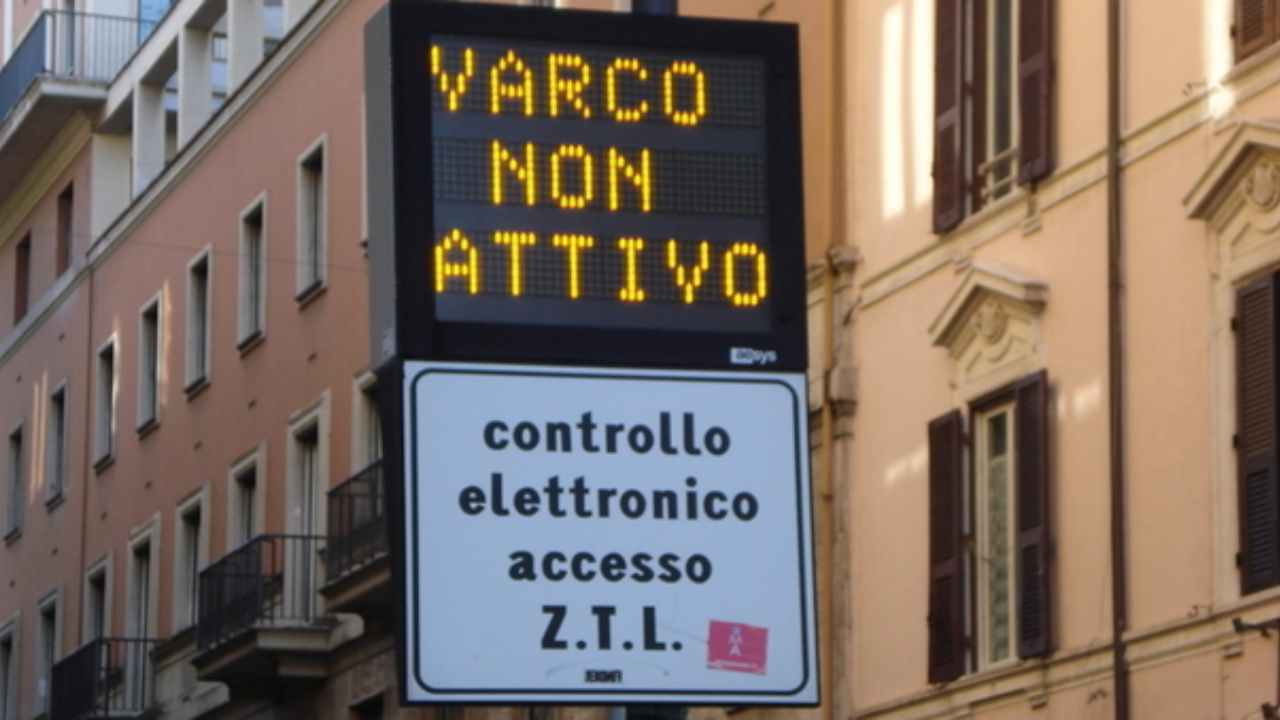 VARCO
NON
ATTIVO
controllo
elettronico
accesso
Z.T.L.